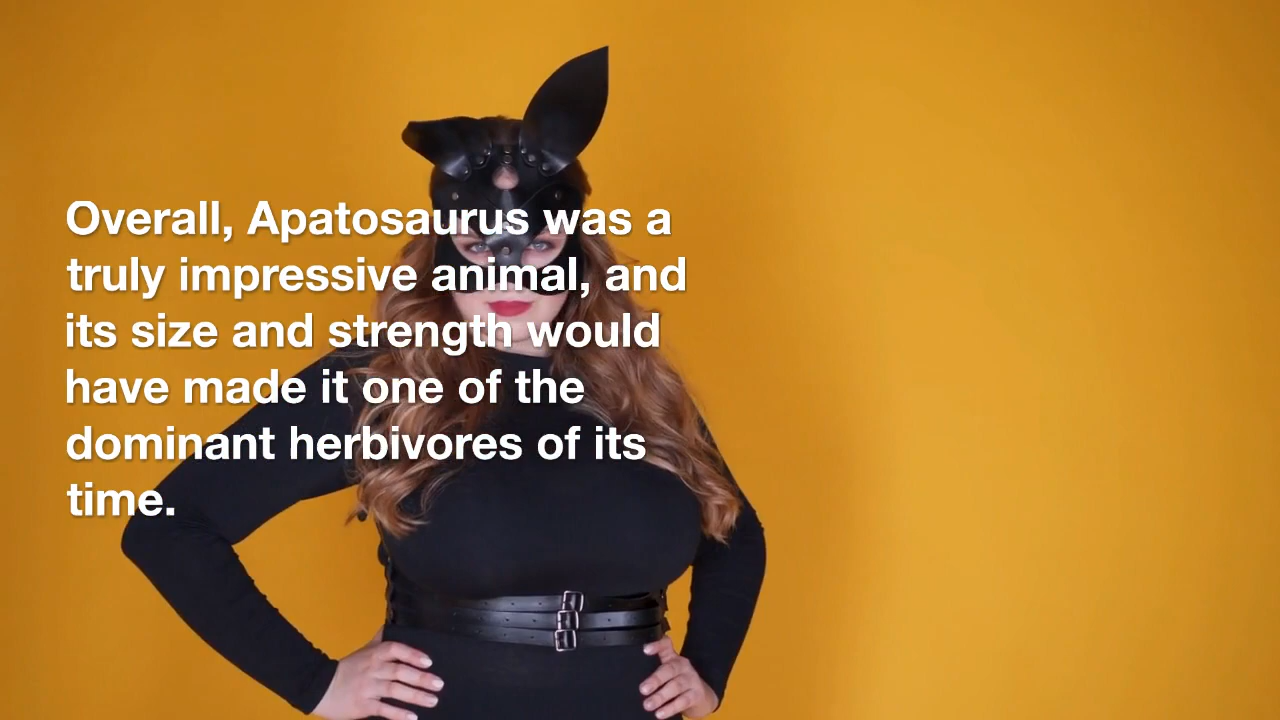 Overall, Apatosaurus was a
truly impressive animal, and
its size and strength would
have made it one of the
dominant herbivores of its
time.